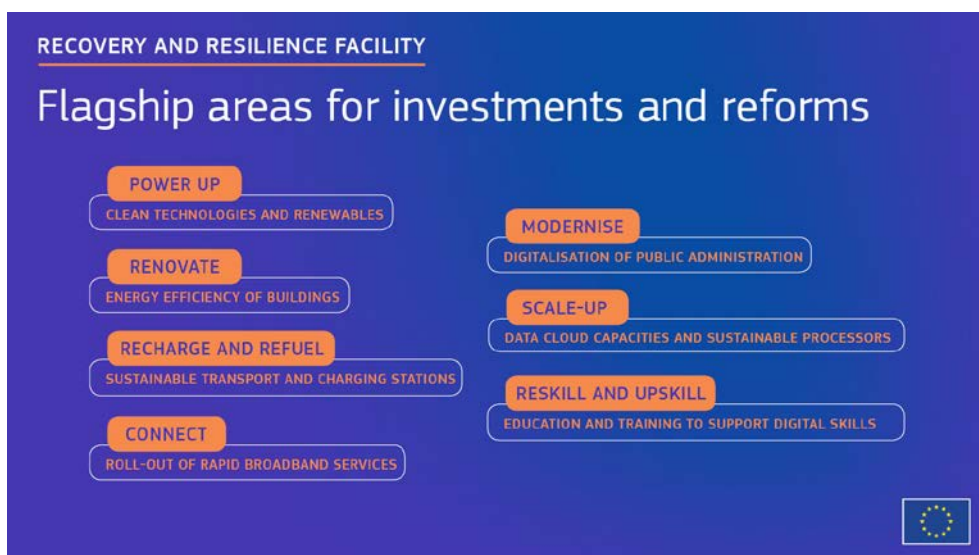 RECOVERY AND RESILIENCE FACILITY
Flagship areas for investments and reforms
POWER UP
CLEAN TECHNOLOGIES AND RENEWABLES
RENOVATE
ENERGY EFFICIENCY OF BUILDINGS
RECHARGE AND REFUEL
SUSTAINABLE TRANSPORT AND CHARGING STATIONS
CONNECT
ROLL-OUT OF RAPID BROADBAND SERVICES
MODERNISE
DIGITALISATION OF PUBLIC ADMINISTRATION
SCALE-UP
DATA CLOUD CAPACITIES AND SUSTAINABLE PROCESSORS
RESKILL AND UPSKILL
EDUCATION AND TRAINING TO SUPPORT DIGITAL SKILLS